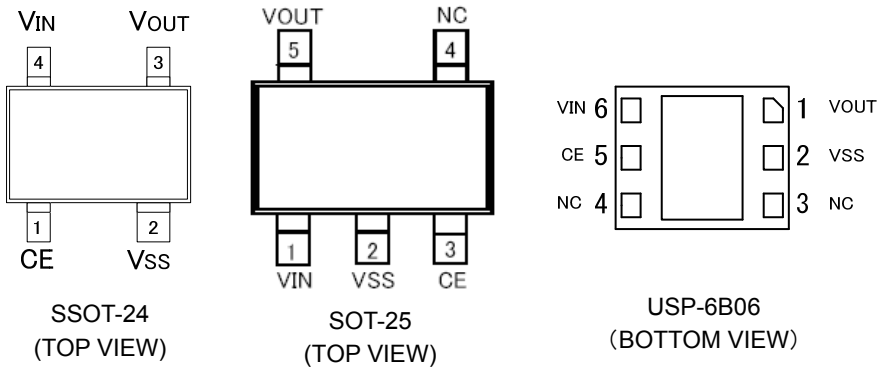 VIN VOUT
4 3
1 2
CE VSS
SSOT-24
(TOP VIEW)
VOUT NC
5 4
1 2 3
VIN VSS CE
SOT-25
(TOP VIEW)
VIN 6 1 VOUT
CE 5 2 VSS
NC 4 3 NC
USP-6B06
（BOTTOM VIEW）